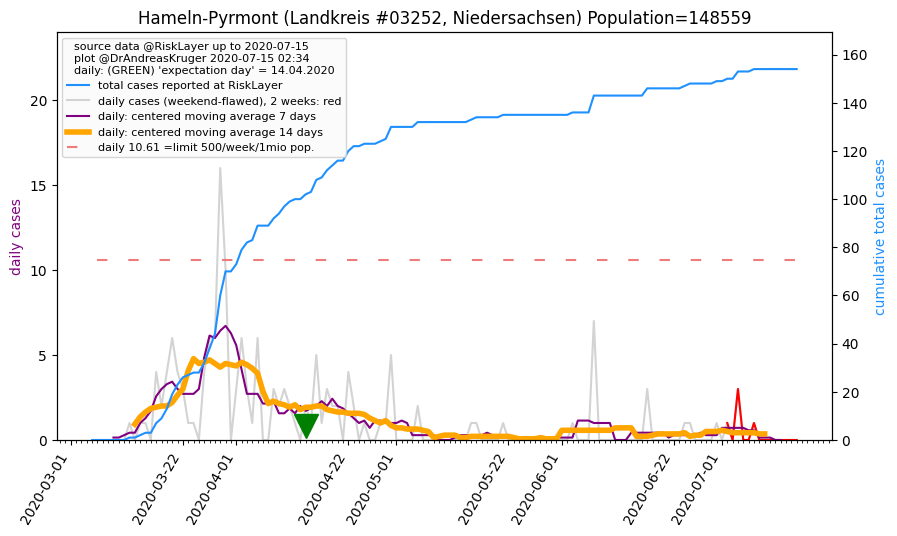 Hameln-Pyrmont (Landkreis #03252, Niedersachsen) Population=148559
source data @RiskLayer up to 2020-07-15
plot @DrAndreasKruger 2020-07-15 02:34
daily: (GREEN) 'expectation day' = 14.04.2020
total cases reported at RiskLayer
daily cases (weekend-flawed), 2 weeks: red
daily: centered moving average 7 days
daily: centered moving average 14 days
daily 10.61 =limit 500/week/1mio pop.
daily cases
20
15
10
5
0
160
140
120
100
80
60
40
20
0
cumulative total cases
2020-03-01
2020-03-22
2020-04-01
2020-04-22
2020-05-01
2020-05-22
2020-06-01
2020-06-22
2020-07-01